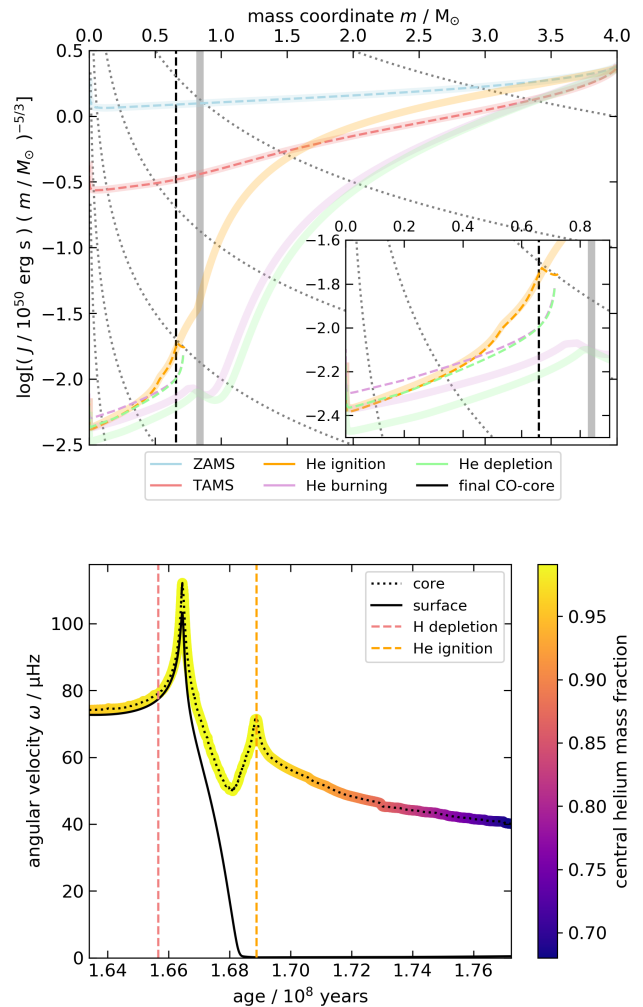 mass coordinate m / M⊙
0.0 0.5 1.0 1.5 2.0 2.5 3.0 3.5 4.0
log[( J / 10⁵⁰ erg s ) ( m / M⊙ )⁻⁵ᐟ³]
0.5
0.0
−0.5
−1.0
−1.5
−2.0
−2.5
0.0 0.2 0.4 0.6 0.8
−1.6
−1.8
−2.0
−2.2
−2.4
ZAMS He ignition He depletion
TAMS He burning final CO-core
angular velocity ω / μHz
100
80
60
40
20
0
core
surface
H depletion
He ignition
1.64 1.66 1.68 1.70 1.72 1.74 1.76
age / 10⁸ years
0.95
0.90
0.85
0.80
0.75
0.70
central helium mass fraction